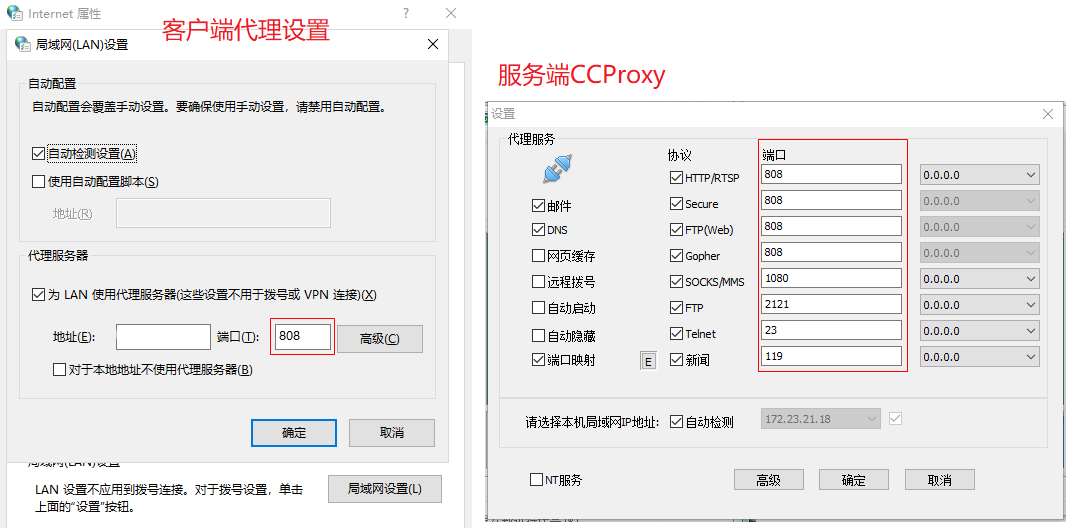 Internet 属性
客户端代理设置
局域网(LAN)设置
自动配置
自动配置会覆盖手动设置。要确保使用手动设置，请禁用自动配置。
自动检测设置(A)
使用自动配置脚本(S)
地址(R)
代理服务器
为 LAN 使用代理服务器(这些设置不用于拨号或 VPN 连接)(X)
地址(E):
端口(T):
808
高级(C)
对于本地地址不使用代理服务器(B)
确定
取消
局域网(LAN)设置
LAN 设置不应用到拨号连接。对于拨号设置，单击
上面的“设置”按钮。
局域网设置(L)
服务端CCProxy
设置
代理服务
协议
端口
HTTP/RTSP
808
0.0.0.0
邮件
Secure
808
0.0.0.0
DNS
FTP(Web)
808
0.0.0.0
网页缓存
Gopher
808
0.0.0.0
远程拨号
SOCKS/MMS
1080
0.0.0.0
自动启动
FTP
2121
0.0.0.0
自动隐藏
Telnet
23
0.0.0.0
端口映射
E
新闻
119
0.0.0.0
请选择本机局域网IP地址:
自动检测
172.23.21.18
NT服务
高级
确定
取消